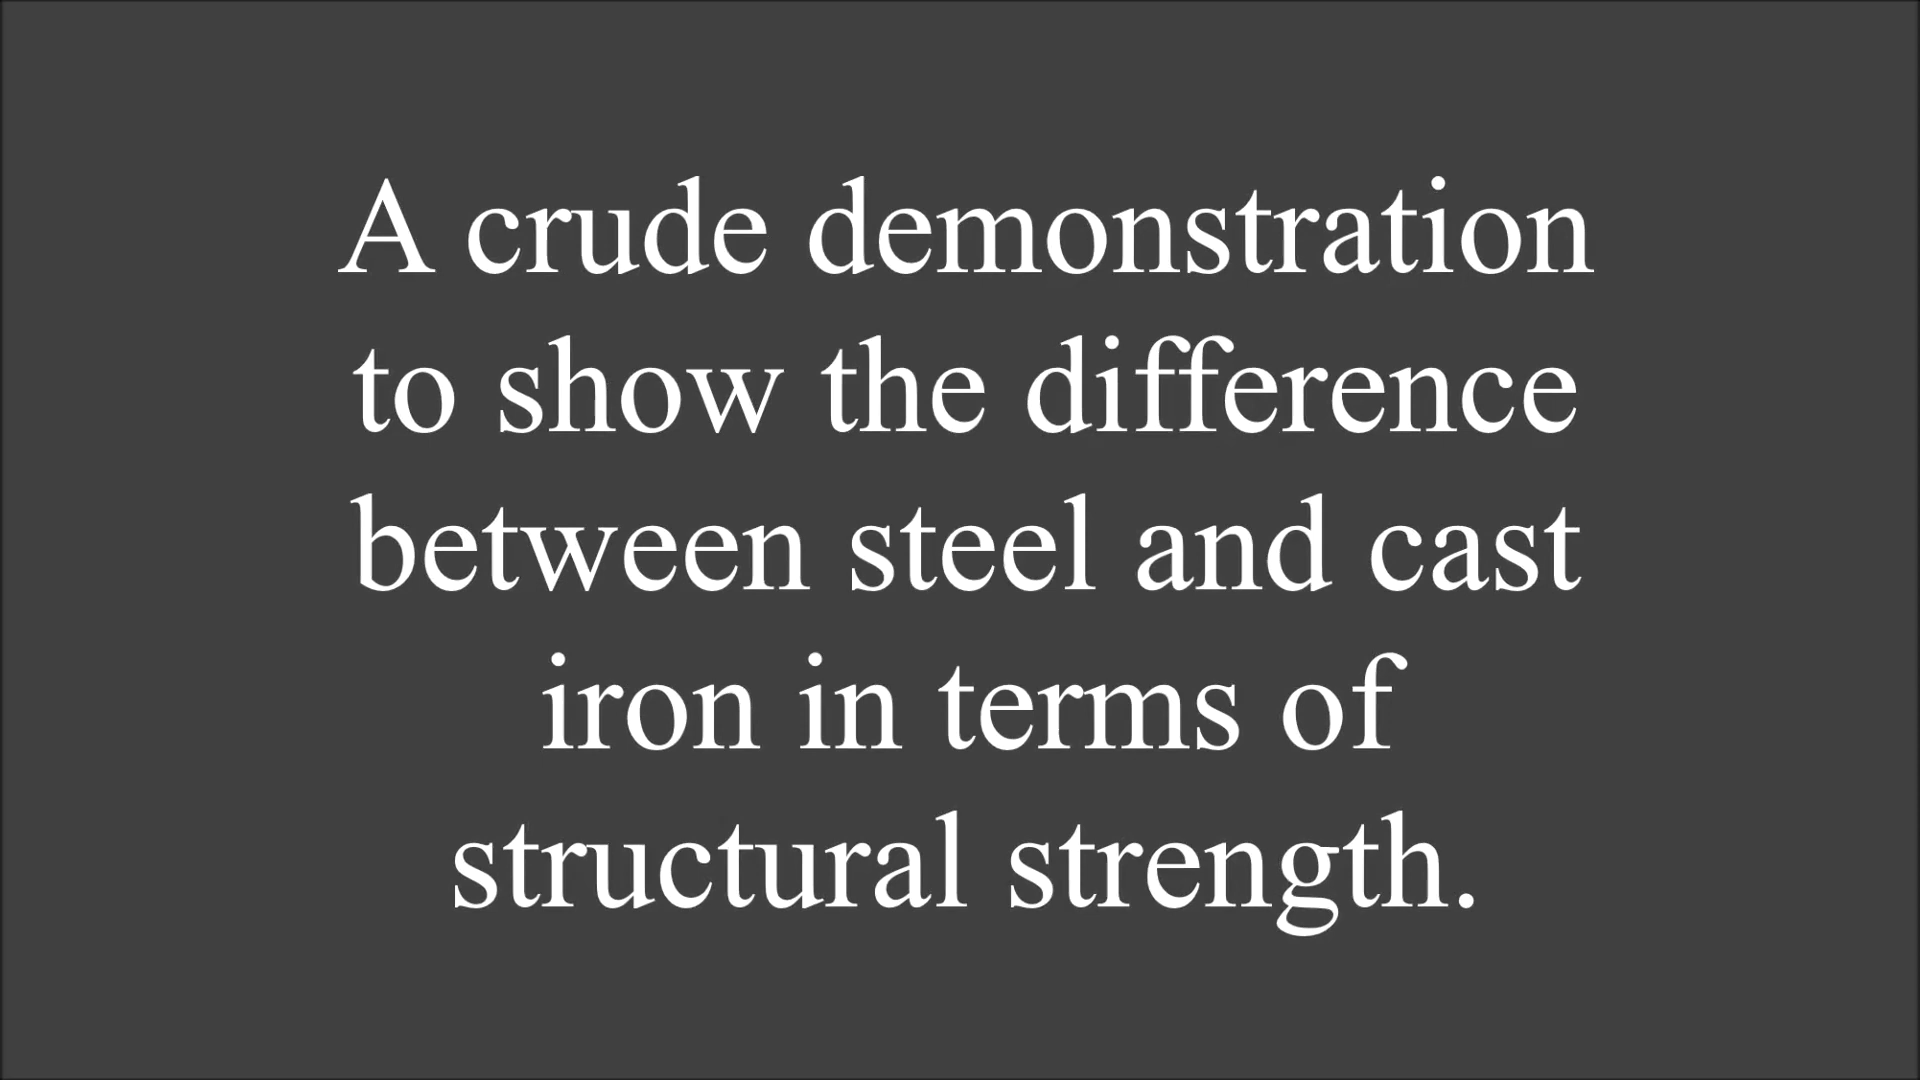 A crude demonstration
to show the difference
between steel and cast
iron in terms of
structural strength.